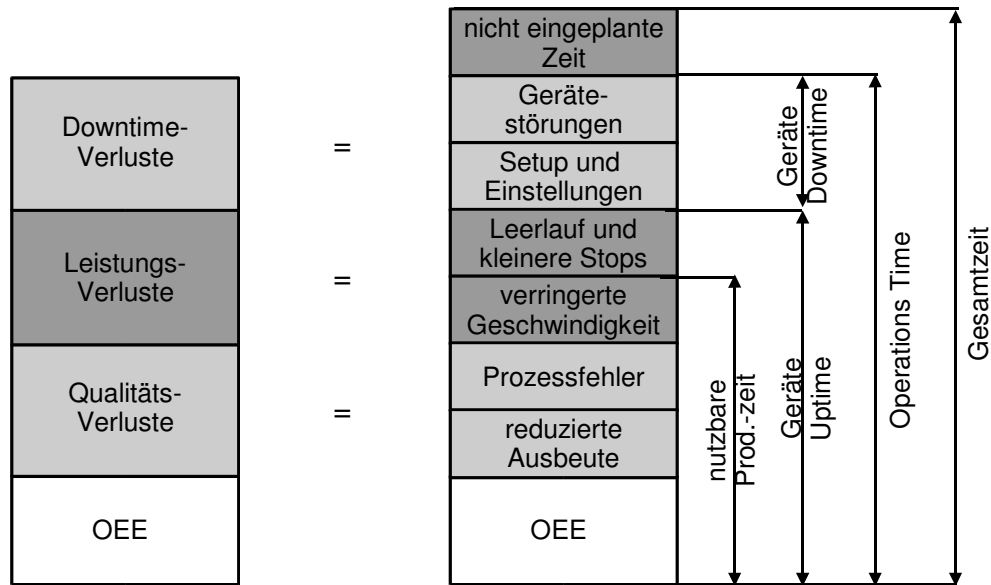 nicht eingeplante
Zeit
Downtime-
Verluste
=
Geräte-
störungen
Setup und
Einstellungen
Leistungs-
Verluste
=
Leerlauf und
kleinere Stops
verringerte
Geschwindigkeit
Qualitäts-
Verluste
=
Prozessfehler
reduzierte
Ausbeute
OEE
OEE
nutzbare
Prod.-zeit
Geräte
Downtime
Geräte
Uptime
Operations Time
Gesamtzeit